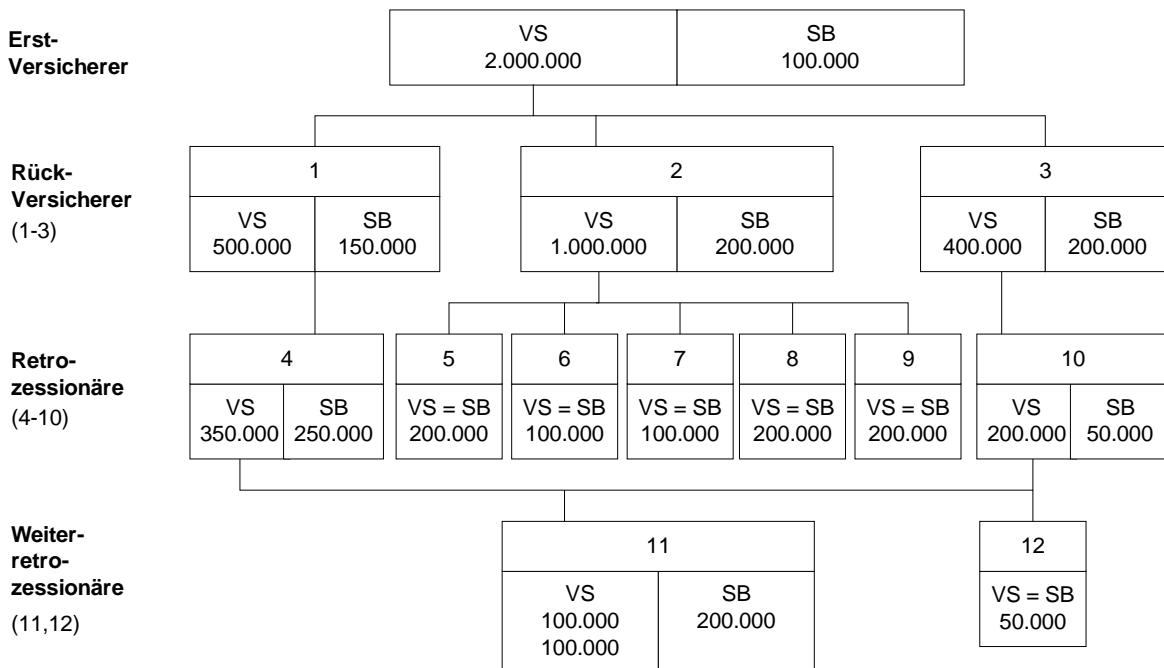 Erst-
Versicherer
VS
2.000.000
SB
100.000
Rück-
Versicherer
(1-3)
1
VS
500.000
SB
150.000
2
VS
1.000.000
SB
200.000
3
VS
400.000
SB
200.000
Retro-
zessionäre
(4-10)
4
VS
350.000
SB
250.000
5
VS = SB
200.000
6
VS = SB
100.000
7
VS = SB
100.000
8
VS = SB
200.000
9
VS = SB
200.000
10
VS
200.000
SB
50.000
Weiter-
retro-
zessionäre
(11,12)
11
VS
100.000
100.000
SB
200.000
12
VS = SB
50.000